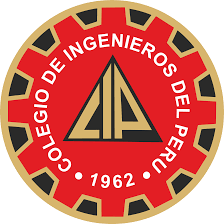 COLEGIO DE INGENIEROS DEL PERU
CIP
· 1962 ·